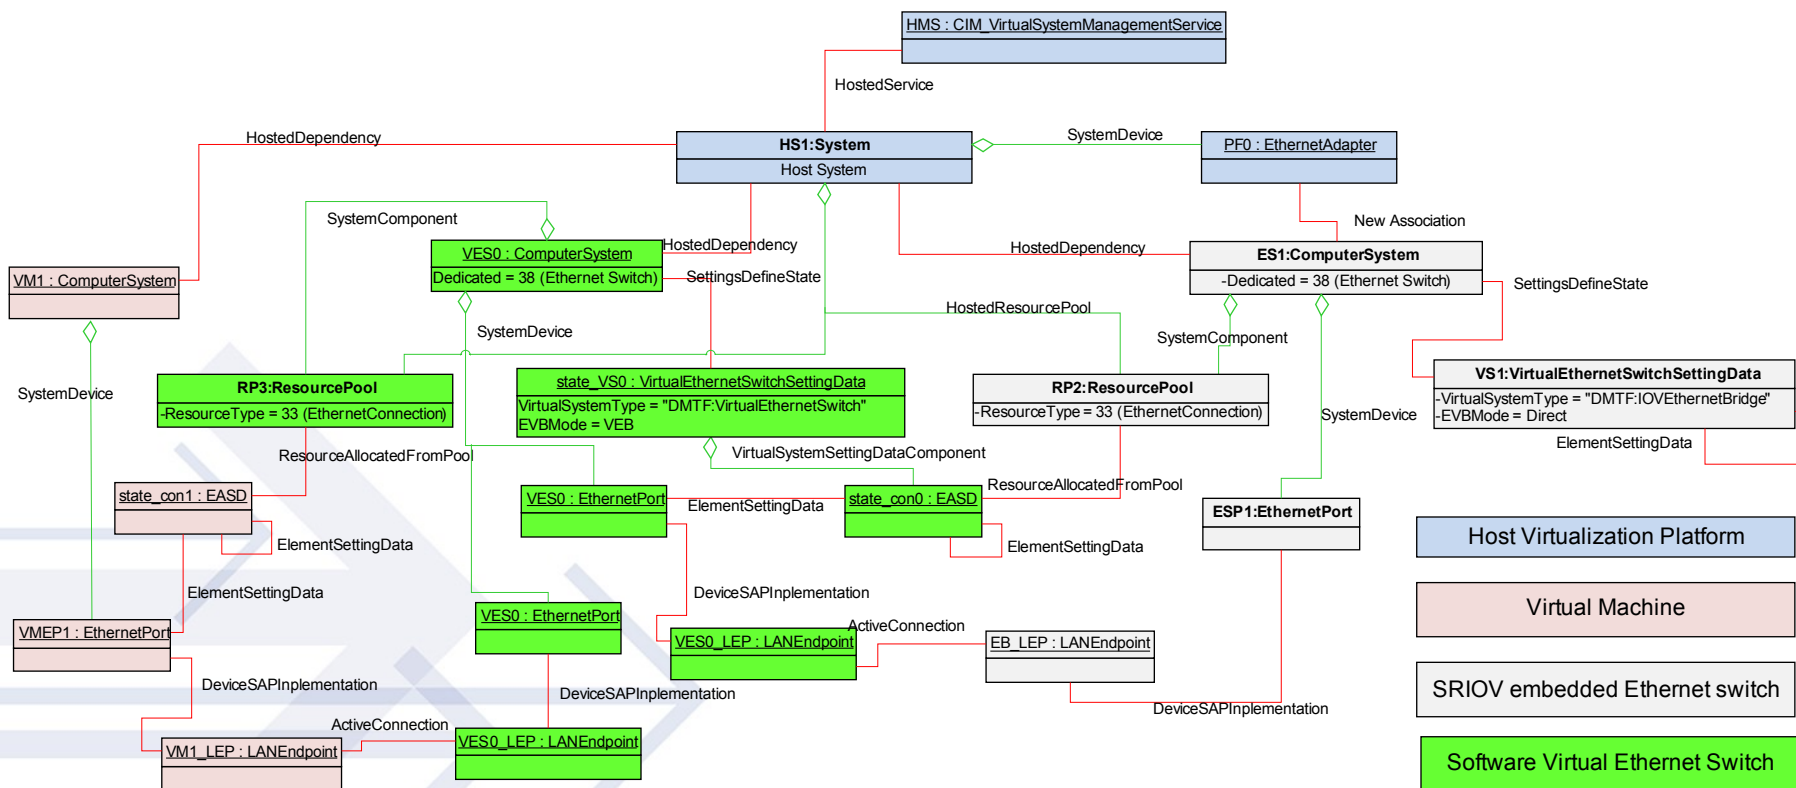 HMS : CIM_VirtualSystemManagementService
HostedService
HostedDependency
HS1:System
Host System
SystemDevice
PF0 : EthernetAdapter
SystemComponent
New Association
VES0 : ComputerSystem
Dedicated = 38 (Ethernet Switch)
HostedDependency
HostedDependency
ES1:ComputerSystem
-Dedicated = 38 (Ethernet Switch)
VM1 : ComputerSystem
SettingsDefineState
SettingsDefineState
HostedResourcePool
SystemDevice
SystemComponent
SystemDevice
RP3:ResourcePool
-ResourceType = 33 (EthernetConnection)
state_VS0 : VirtualEthernetSwitchSettingData
VirtualSystemType = "DMTF:VirtualEthernetSwitch"
EVBMode = VEB
RP2:ResourcePool
-ResourceType = 33 (EthernetConnection)
VS1:VirtualEthernetSwitchSettingData
-VirtualSystemType = "DMTF:IOVEthernetBridge"
-EVBMode = Direct
SystemDevice
ElementSettingData
ResourceAllocatedFromPool
VirtualSystemSettingDataComponent
ResourceAllocatedFromPool
state_con1 : EASD
VES0 : EthernetPort
ElementSettingData
state_con0 : EASD
ESP1:EthernetPort
ElementSettingData
ElementSettingData
Host Virtualization Platform
ElementSettingData
DeviceSAPInplementation
Virtual Machine
VMEP1 : EthernetPort
VES0 : EthernetPort
ActiveConnection
VES0_LEP : LANEndpoint
EB_LEP : LANEndpoint
DeviceSAPInplementation
DeviceSAPInplementation
DeviceSAPInplementation
SRIOV embedded Ethernet switch
ActiveConnection
VM1_LEP : LANEndpoint
VES0_LEP : LANEndpoint
Software Virtual Ethernet Switch